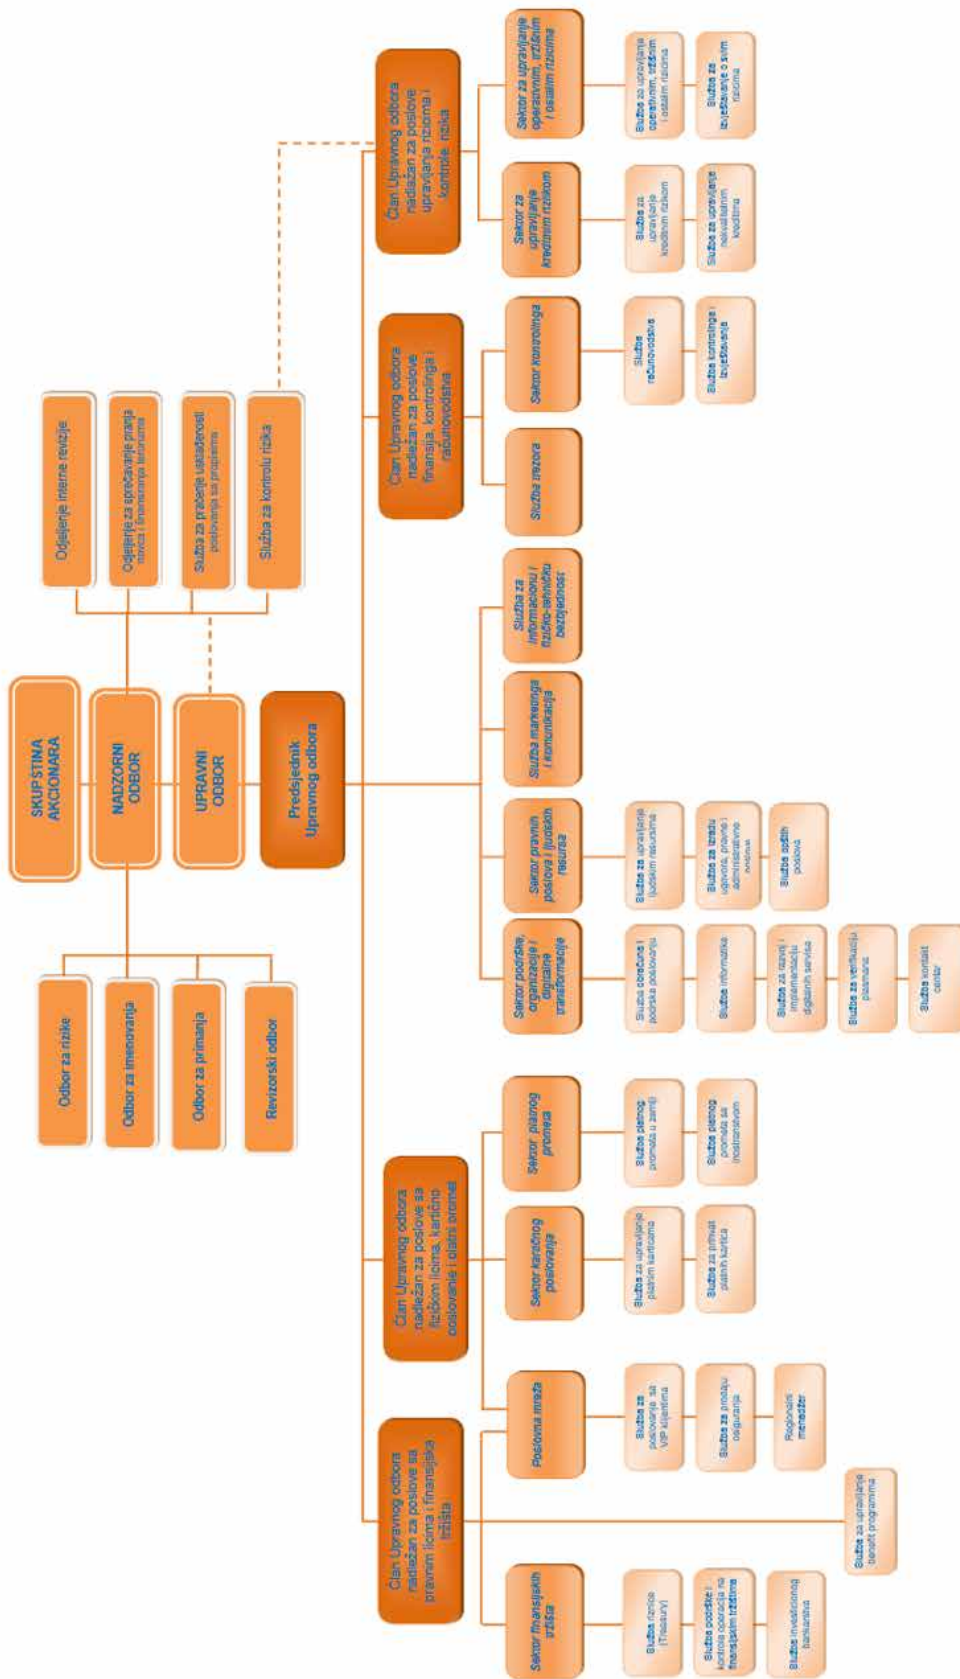 SKUPŠTINA
AKCIONARA
NADZORNI
ODBOR
UPRAVNI
ODBOR
Predsjednik
Upravnog odbora
Odbor za rizike
Odbor za imenovanja
Odbor za primanja
Revizorski odbor
Odjeljenje interne revizije
Odjeljenje za sprečavanje pranja
novca i finansiranja terorizma
Služba za praćenje usklađenosti
poslovanja sa propisima
Služba za kontrolu rizika
Član Upravnog odbora
nadležan za poslove sa
pravnim licima i finansijska
tržišta
Član Upravnog odbora
nadležan za poslove sa
fizičkim licima, kartično
poslovanje i platni promet
Član Upravnog odbora
nadležan za poslove
finansija, kontrolinga i
računovodstva
Član Upravnog odbora
nadležan za poslove
upravljanja rizicima i
kontrole rizika
Sektor finansijskih
tržišta
Poslovna mreža
Sektor kartičnog
poslovanja
Sektor platnog
prometa
Sektor podrške,
organizacije i
digitalne
transformacije
Sektor pravnih
poslova i ljudskih
resursa
Služba marketinga
i komunikacija
Služba za
informacionu i
fizičko-tehničku
bezbjednost
Služba trezora
Sektor kontrolinga
Sektor za
upravljanje
kreditnim rizikom
Sektor za upravljanje
operativnim, tržišnim
i ostalim rizicima
Služba riznice
(Treasury)
Služba podrške i
kontrole operacija na
finansijskim tržištima
Služba investicionog
bankarstva
Služba za upravljanje
benefit programima
Služba za
poslovanje sa
VIP klijentima
Služba za prodaju
osiguranja
Regionalni
menadžer
Služba za upravljanje
platnim karticama
Služba za prihvat
platnih kartica
Služba platnog
prometa u zemlji
Služba platnog
prometa sa
inostranstvom
Služba obračuna i
podrška poslovanju
Služba informatike
Služba za razvoj i
implementaciju
digitalnih servisa
Služba za verifikaciju
plasmana
Služba kontakt
centar
Služba za upravljanje
ljudskim resursima
Služba za izradu
ugovora, pravne i
administrativne
poslove
Služba opštih
poslova
Služba
računovodstva
Služba kontrolinga i
izvještavanja
Služba za
upravljanje
kreditnim rizikom
Služba za upravljanje
nekvalitetnim
kreditima
Služba za upravljanje
operativnim, tržišnim
i ostalim rizicima
Služba za
izvještavanje o svim
rizicima